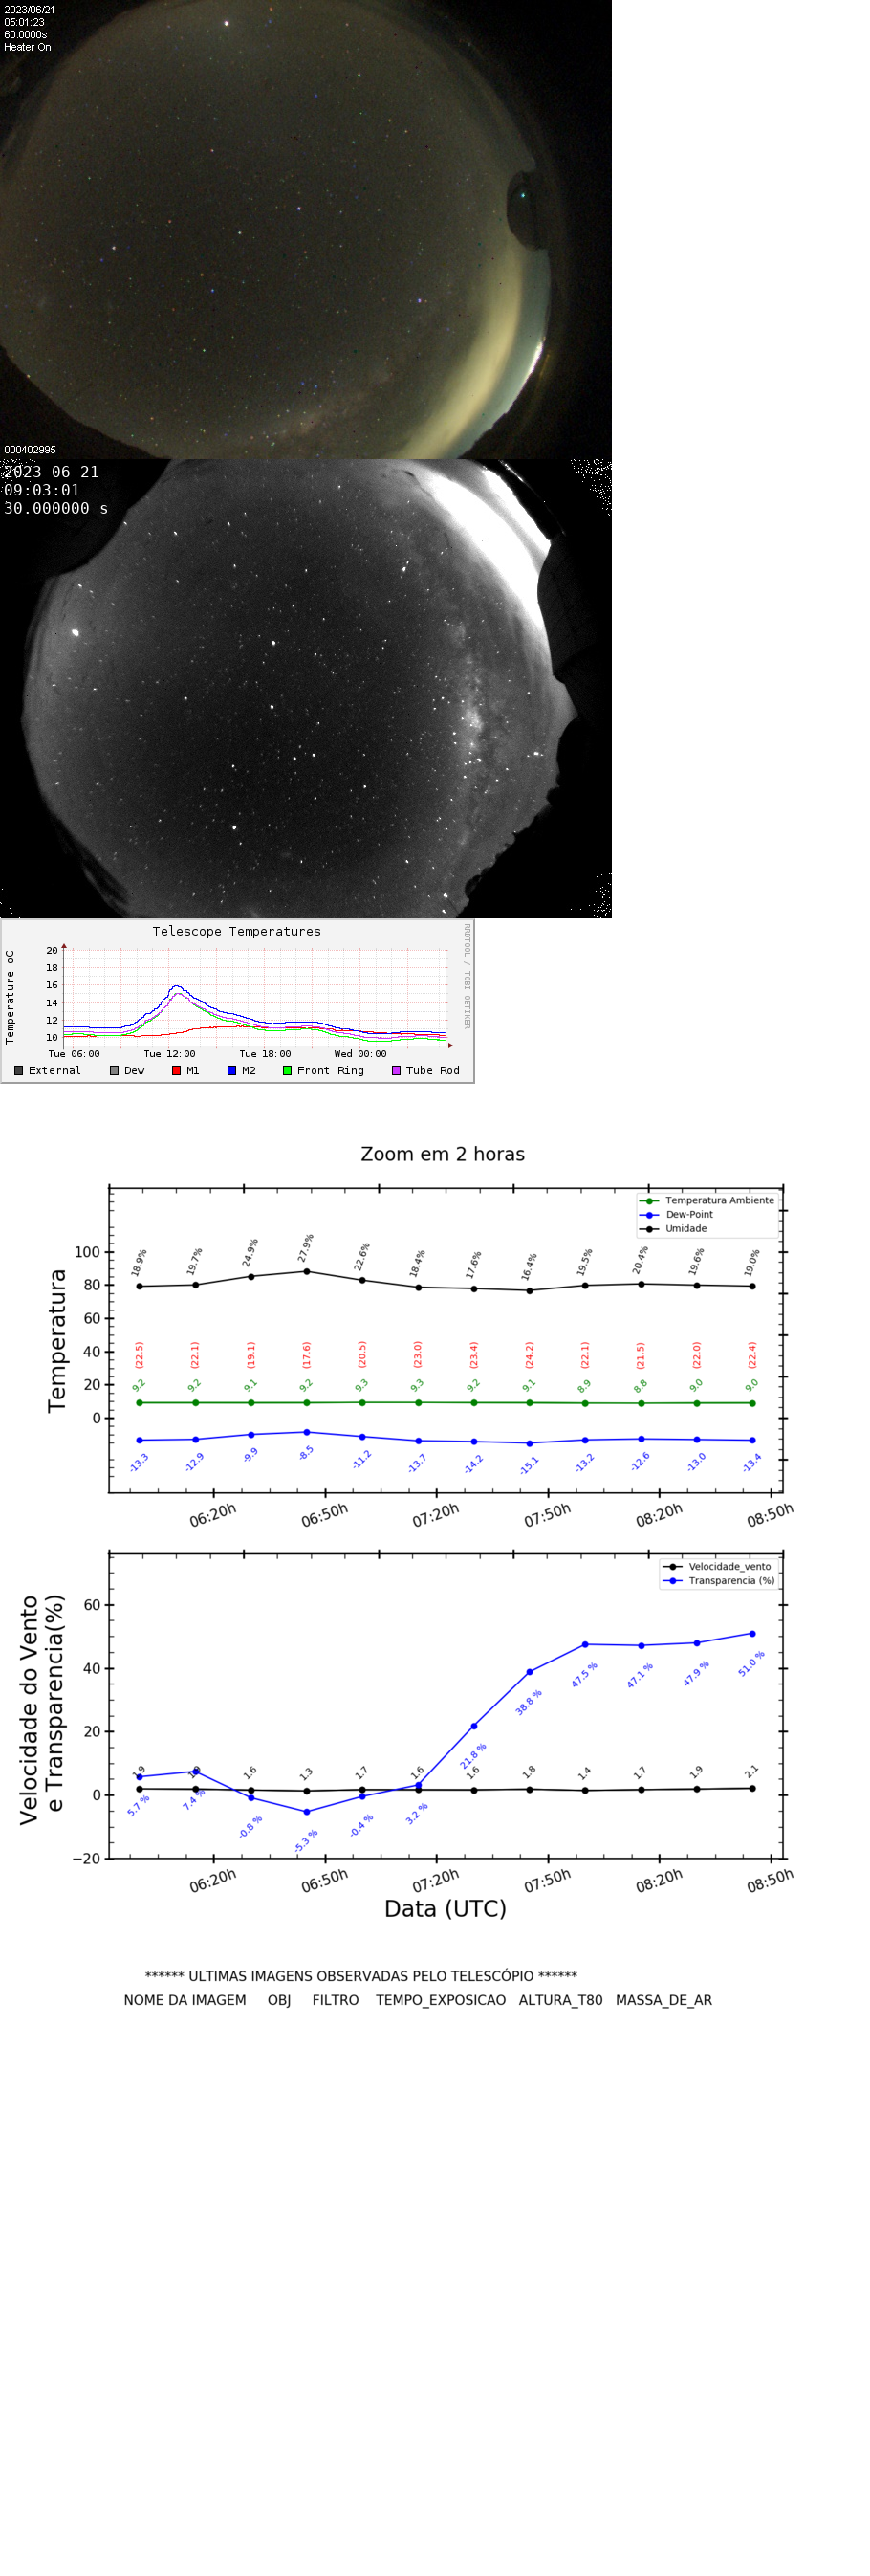 2023/06/21
05:01:23
60.0000s
Heater On
000402995
2023-06-21
09:03:01
30.000000 s
Telescope Temperatures
RRDTOOL / TOBI OETIKER
Temperature oC
20
18
16
14
12
10
Tue 06:00 Tue 12:00 Tue 18:00 Wed 00:00
External Dew M1 M2 Front Ring Tube Rod
Zoom em 2 horas
Temperatura Ambiente
Dew-Point
Umidade
Temperatura
100
80
60
40
20
0
18.9% 19.7% 24.9% 27.9% 22.6% 18.4% 17.6% 16.4% 19.5% 20.4% 19.6% 19.0%
(22.5) (22.1) (19.1) (17.6) (20.5) (23.0) (23.4) (24.2) (22.1) (21.5) (22.0) (22.4)
9.2 9.2 9.1 9.2 9.3 9.3 9.2 9.1 8.9 8.8 9.0 9.0
-13.3 -12.9 -9.9 -8.5 -11.2 -13.7 -14.2 -15.1 -13.2 -12.6 -13.0 -13.4
06:20h 06:50h 07:20h 07:50h 08:20h 08:50h
Velocidade_vento
Transparencia (%)
Velocidade do Vento
e Transparencia(%)
60
40
20
0
−20
1.9 1.6 1.3 1.7 1.6 1.6 1.8 1.4 1.7 1.9 2.1
5.7 % 7.4 % -0.8 % -5.3 % -0.4 % 3.2 % 21.8 % 38.8 % 47.5 % 47.1 % 47.9 % 51.0 %
06:20h 06:50h 07:20h 07:50h 08:20h 08:50h
Data (UTC)
****** ULTIMAS IMAGENS OBSERVADAS PELO TELESCÓPIO ******
NOME DA IMAGEM OBJ FILTRO TEMPO_EXPOSICAO ALTURA_T80 MASSA_DE_AR